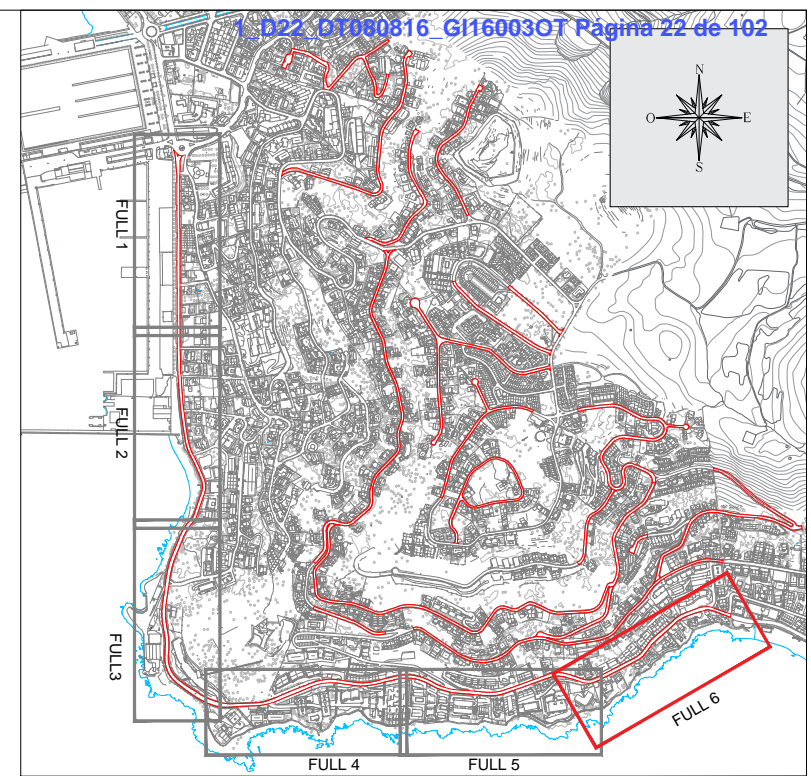 1_D22_DT080816_GI16003OT Página 22 de 102
N
O
E
S
FULL 1
FULL 2
FULL3
FULL 4
FULL 5
FULL 6